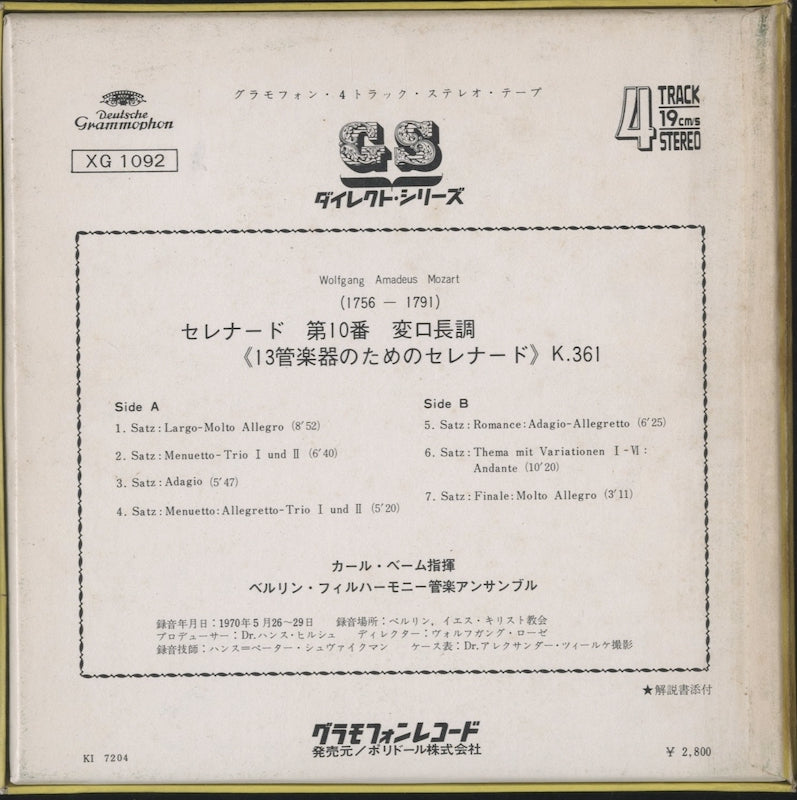 グラモフォン・4トラック・ステレオ・テープ
Deutsche
Grammophon
XG 1092
GS
ダイレクト・シリーズ
4 TRACK
19 cm/s
STEREO
Wolfgang Amadeus Mozart
(1756 — 1791)
セレナード 第10番 変ロ長調
《13管楽器のためのセレナード》 K.361
Side A
1. Satz: Largo-Molto Allegro (8′52)
2. Satz: Menuetto-Trio I und II (6′40)
3. Satz: Adagio (5′47)
4. Satz: Menuetto: Allegretto-Trio I und II (5′20)
Side B
5. Satz: Romance: Adagio-Allegretto (6′25)
6. Satz: Thema mit Variationen I-VI:
Andante (10′20)
7. Satz: Finale: Molto Allegro (3′11)
カール・ベーム指揮
ベルリン・フィルハーモニー管楽アンサンブル
録音年月日:1970年5月26~29日 録音場所:ベルリン, イエス・キリスト教会
プロデューサー:Dr.ハンス・ヒルシュ ディレクター:ヴォルフガング・ローゼ
録音技師:ハンス=ペーター・シュヴァイクマン ケース表:Dr.アレクサンダー・ツィールケ撮影
★解説書添付
グラモフォンレコード
発売元/ポリドール株式会社
KI 7204
¥ 2,800